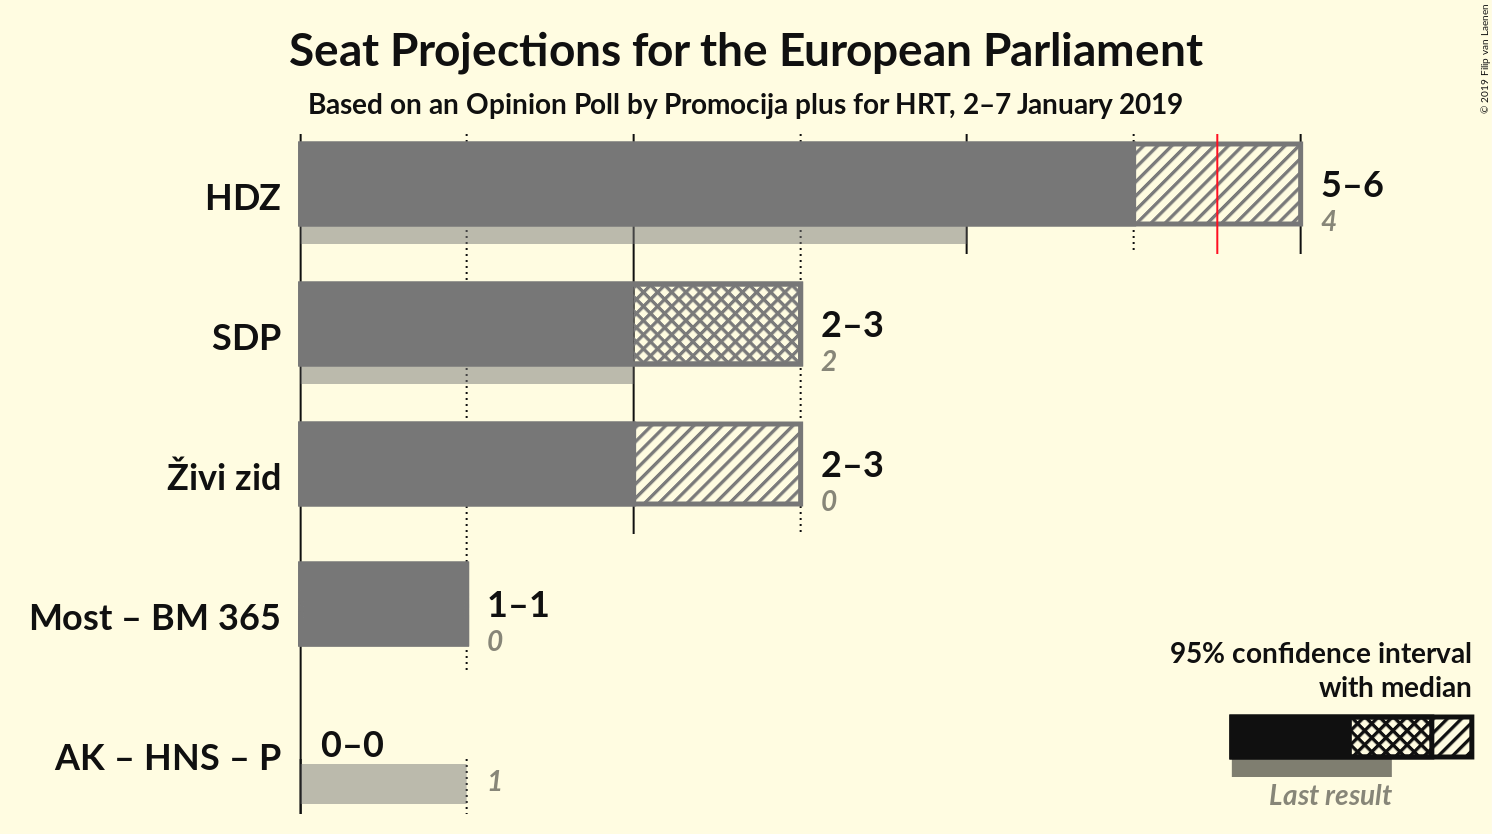 Seat Projections for the European Parliament
Based on an Opinion Poll by Promocija plus for HRT, 2–7 January 2019
© 2019 Filip van Laenen
HDZ
5–6
4
SDP
2–3
2
Živi zid
2–3
0
Most – BM 365
1–1
0
AK – HNS – P
0–0
1
95% confidence interval
with median
Last result